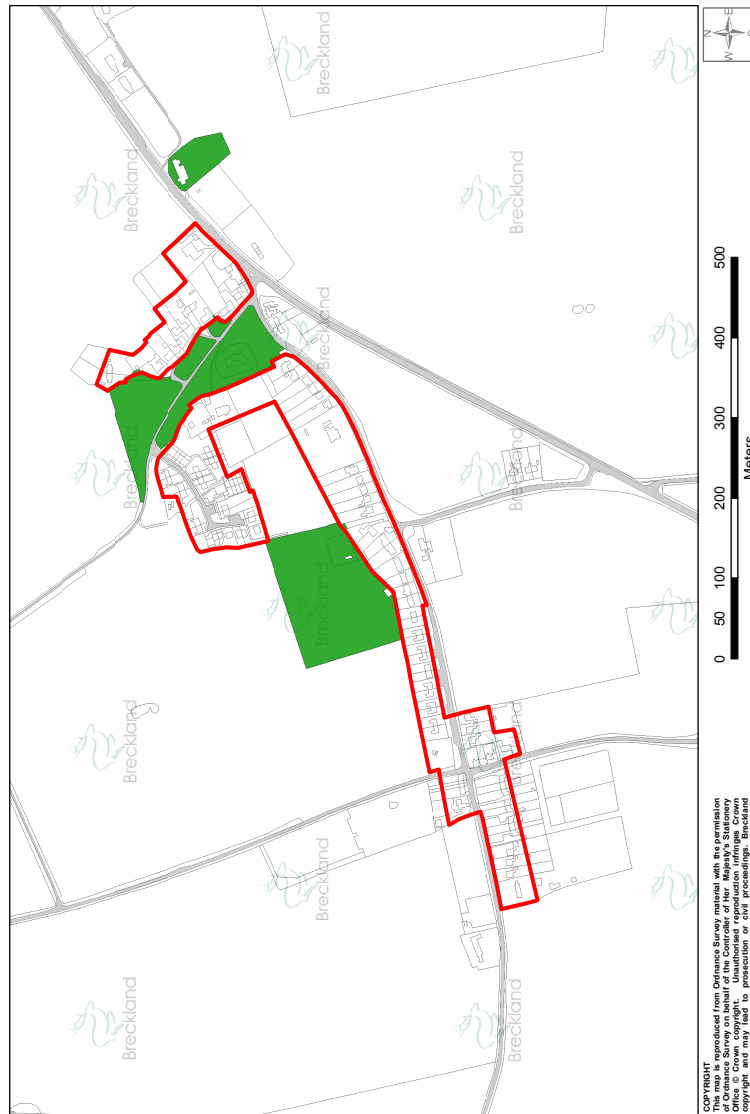 Breckland
Breckland
Breckland
Breckland
Breckland
Breckland
Breckland
Breckland
Breckland
Breckland
Breckland
Breckland
N
E
S
W
0
50
100
200
300
400
500
Meters
COPYRIGHT
This map is reproduced from Ordnance Survey material with the permission
of Ordnance Survey on behalf of the Controller of Her Majesty's Stationery
Office © Crown copyright. Unauthorised reproduction infringes Crown
copyright and may lead to prosecution or civil proceedings. Breckland